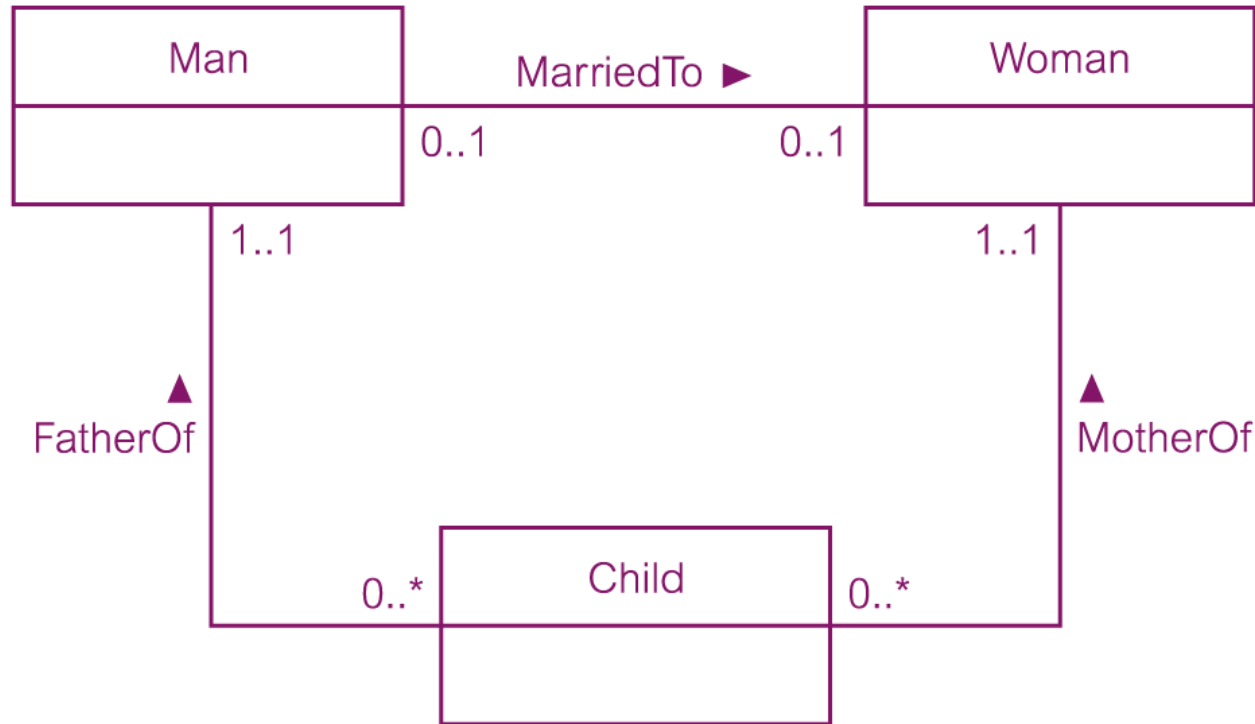 Man
MarriedTo ►
Woman
0..1
0..1
1..1
1..1
▲
FatherOf
▲
MotherOf
0..*
Child
0..*